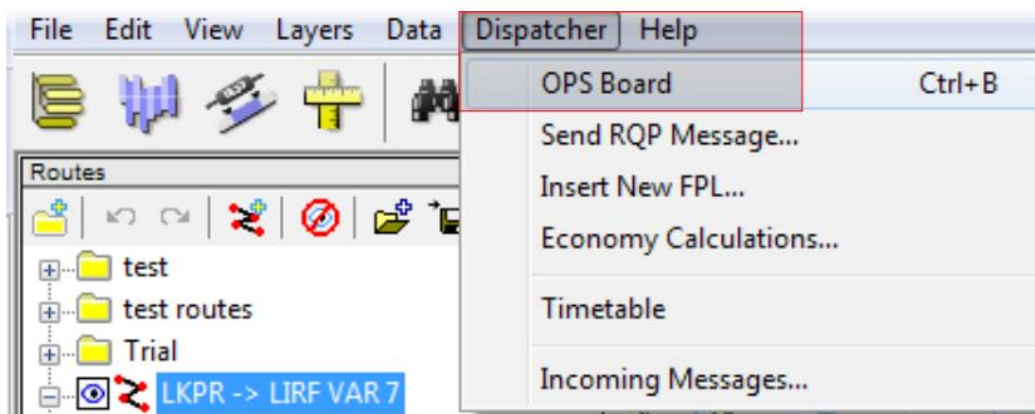 File Edit View Layers Data Dispatcher Help
OPS Board Ctrl+B
Send RQP Message...
Insert New FPL...
Economy Calculations...
Timetable
Incoming Messages...
Routes
test
test routes
Trial
LKPR -> LIRF VAR 7